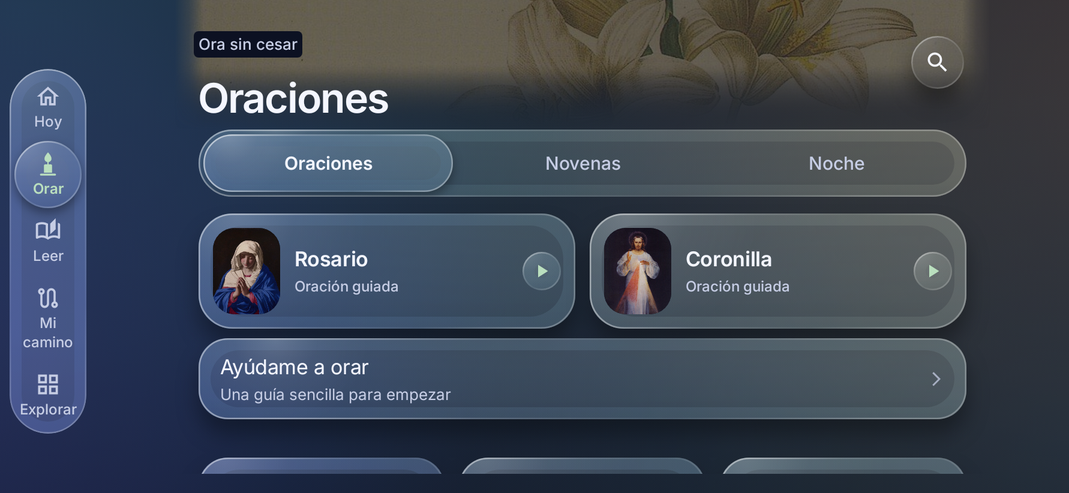 Ora sin cesar
Oraciones
Hoy
Orar
Leer
Mi
camino
Explorar
Oraciones
Novenas
Noche
Rosario
Oración guiada
Coronilla
Oración guiada
Ayúdame a orar
Una guía sencilla para empezar